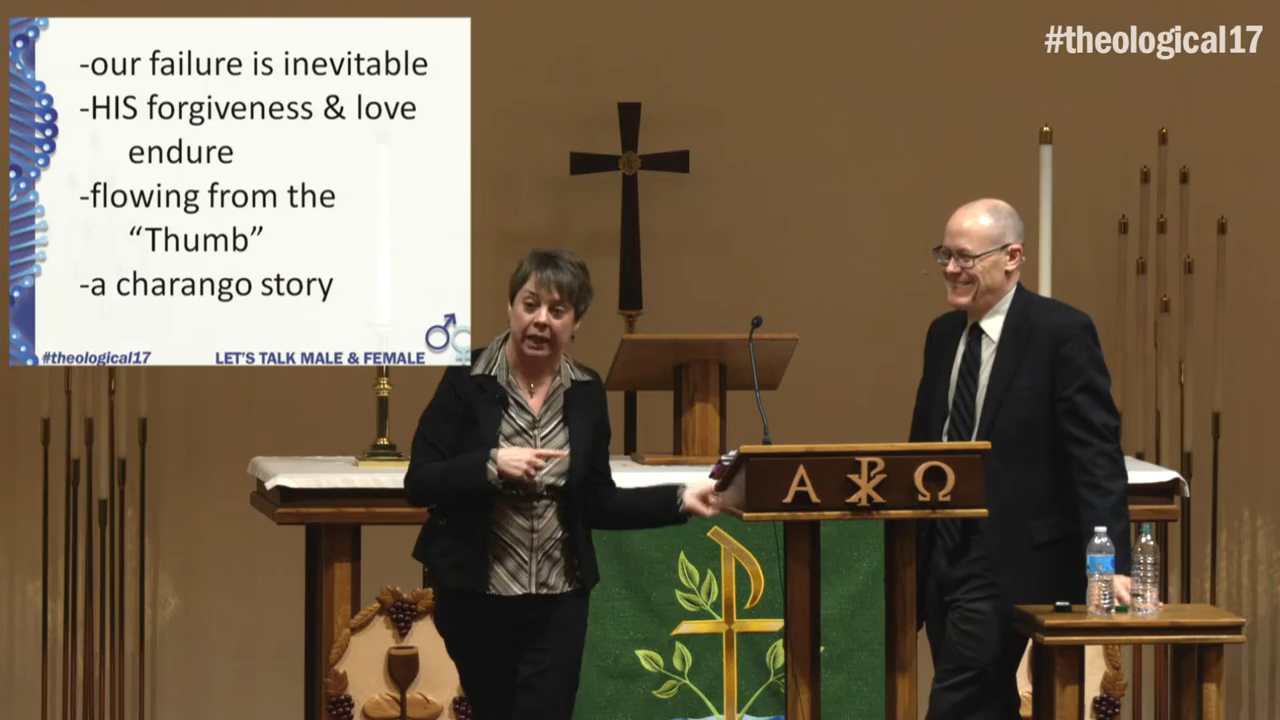 #theological17
-our failure is inevitable
-HIS forgiveness & love
endure
-flowing from the
“Thumb”
-a charango story
#theological17 LET'S TALK MALE & FEMALE
Α ☧ Ω